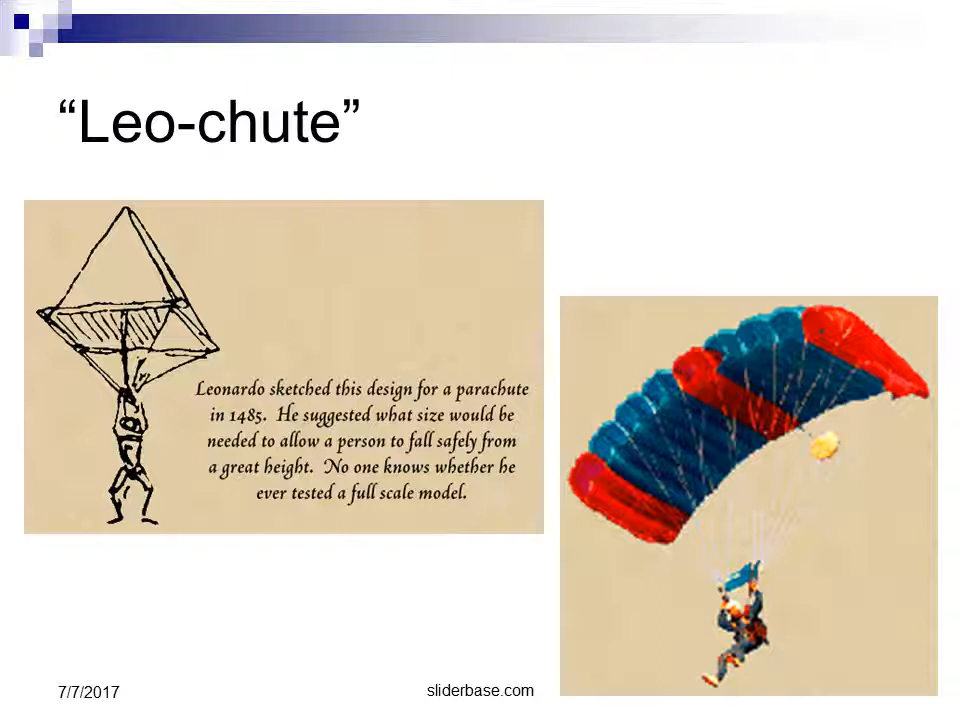 “Leo-chute”
Leonardo sketched this design for a parachute
in 1485. He suggested what size would be
needed to allow a person to fall safely from
a great height. No one knows whether he
ever tested a full scale model.
7/7/2017
sliderbase.com